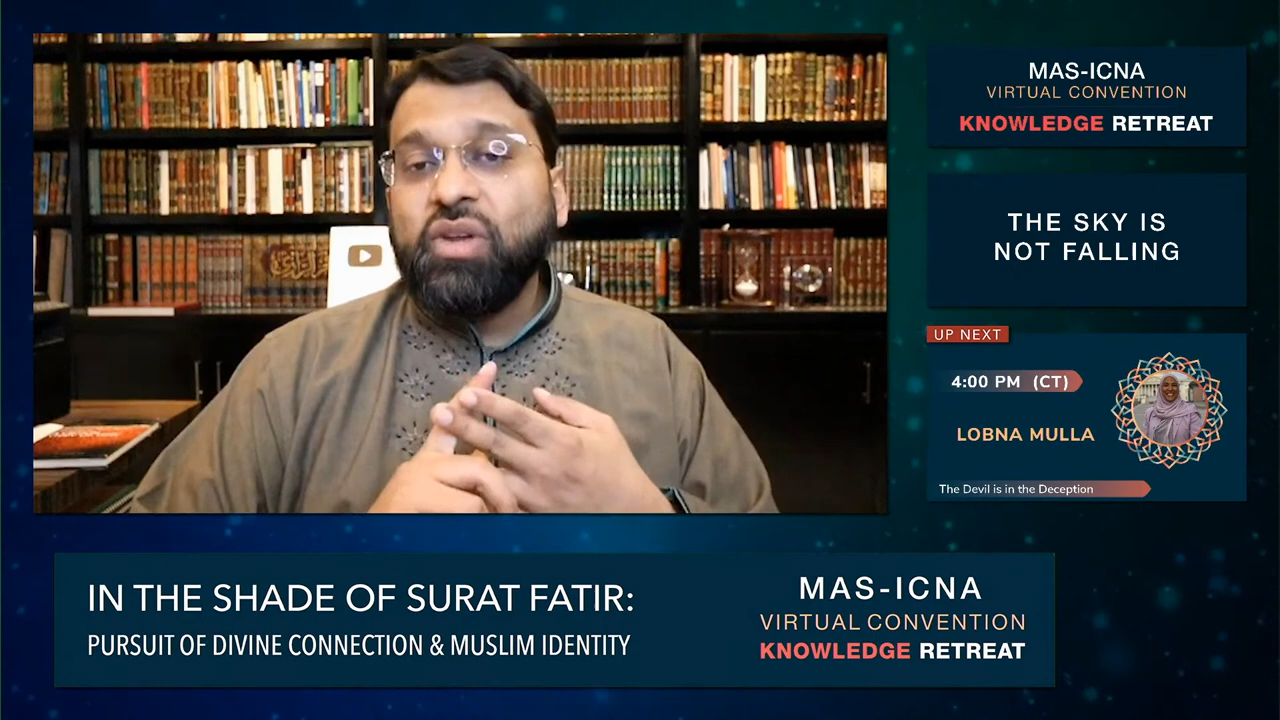 MAS-ICNA
VIRTUAL CONVENTION
KNOWLEDGE RETREAT
THE SKY IS
NOT FALLING
UP NEXT
4:00 PM (CT)
LOBNA MULLA
The Devil is in the Deception
IN THE SHADE OF SURAT FATIR:
PURSUIT OF DIVINE CONNECTION & MUSLIM IDENTITY
MAS-ICNA
VIRTUAL CONVENTION
KNOWLEDGE RETREAT